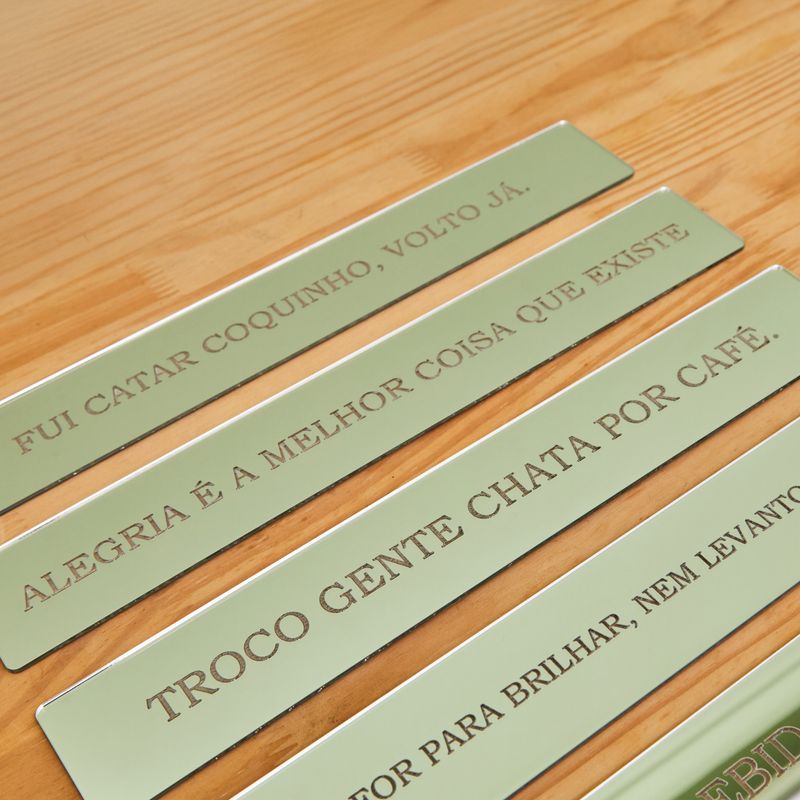 FUI CATAR COQUINHO, VOLTO JÁ.
ALEGRIA É A MELHOR COISA QUE EXISTE
TROCO GENTE CHATA POR CAFÉ.
FOR PARA BRILHAR, NEM LEVANTO